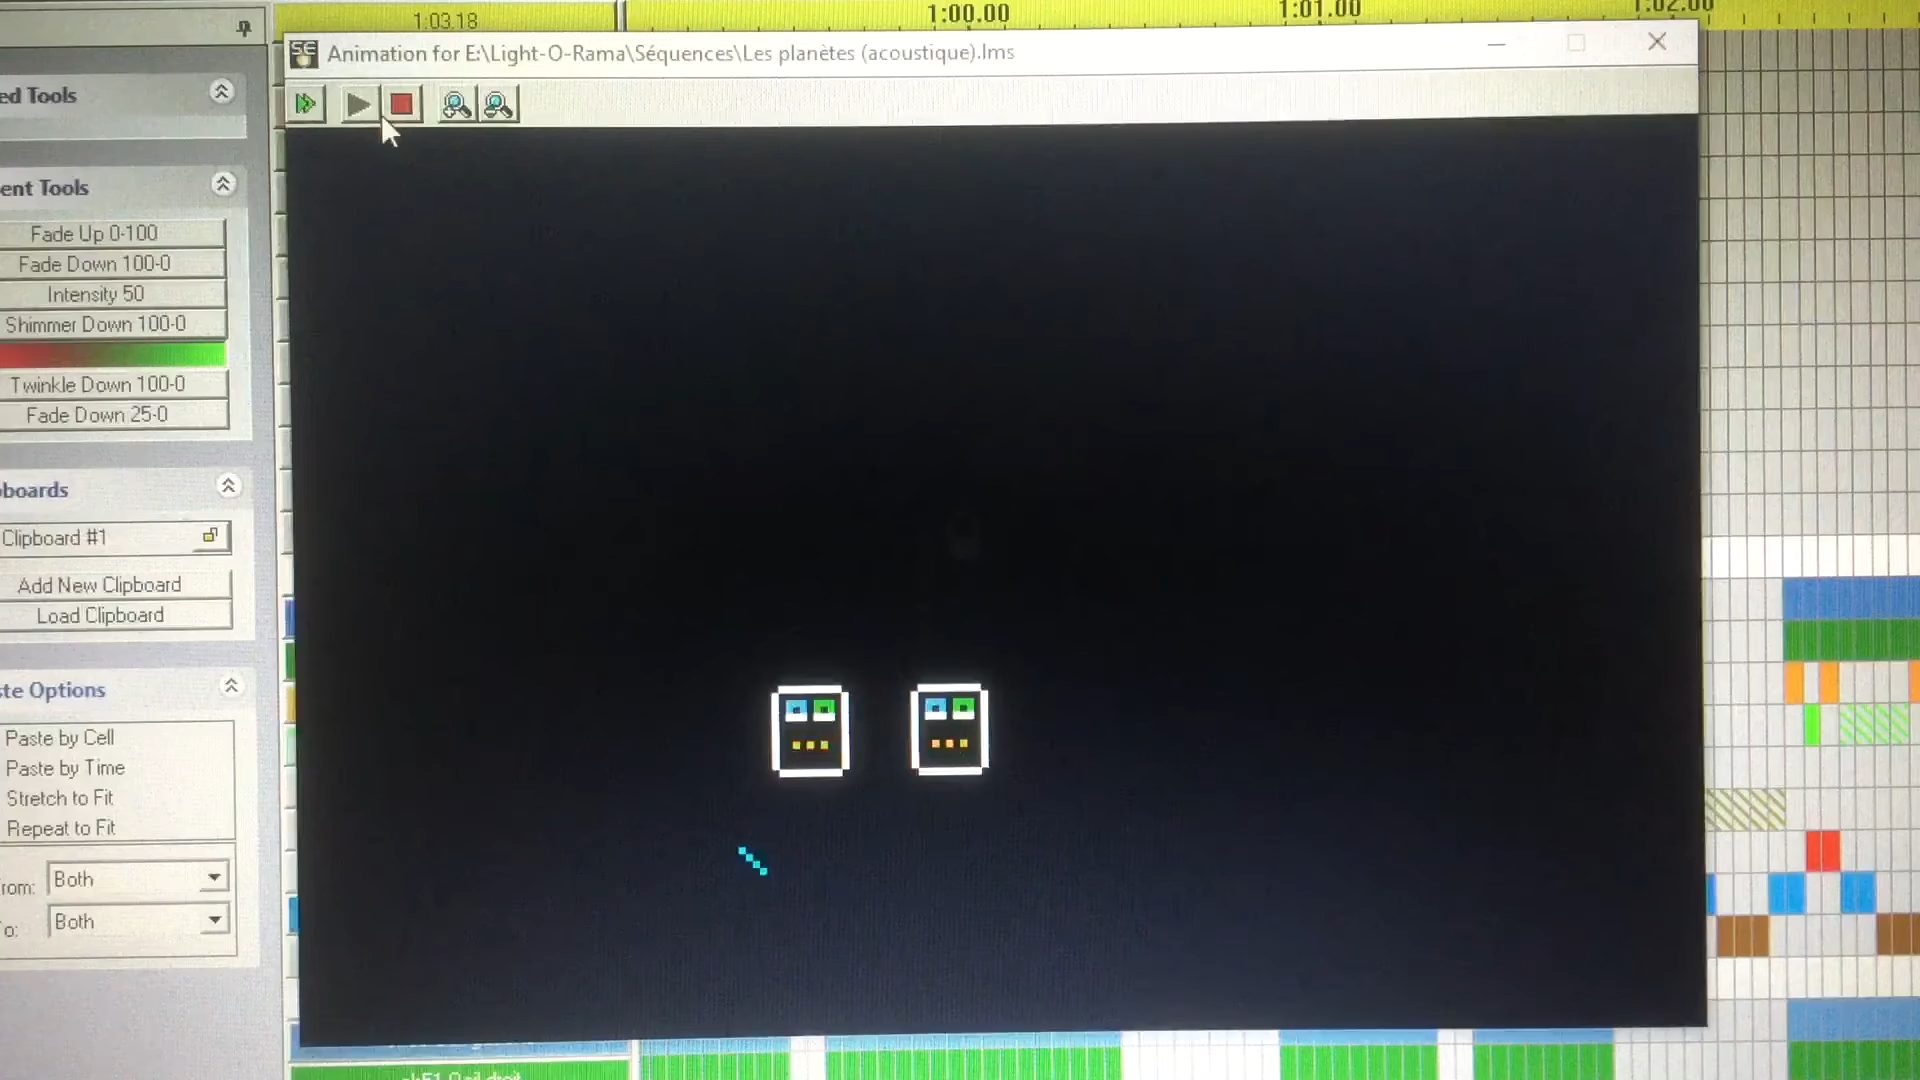 1:03.18
1:00.00
1:01.00
1:02.00
SE
Animation for E:\Light-O-Rama\Séquences\Les planètes (acoustique).lms
ed Tools
ent Tools
Fade Up 0-100
Fade Down 100-0
Intensity 50
Shimmer Down 100-0
Twinkle Down 100-0
Fade Down 25-0
boards
Clipboard #1
Add New Clipboard
Load Clipboard
ste Options
Paste by Cell
Paste by Time
Stretch to Fit
Repeat to Fit
rom: Both
o: Both